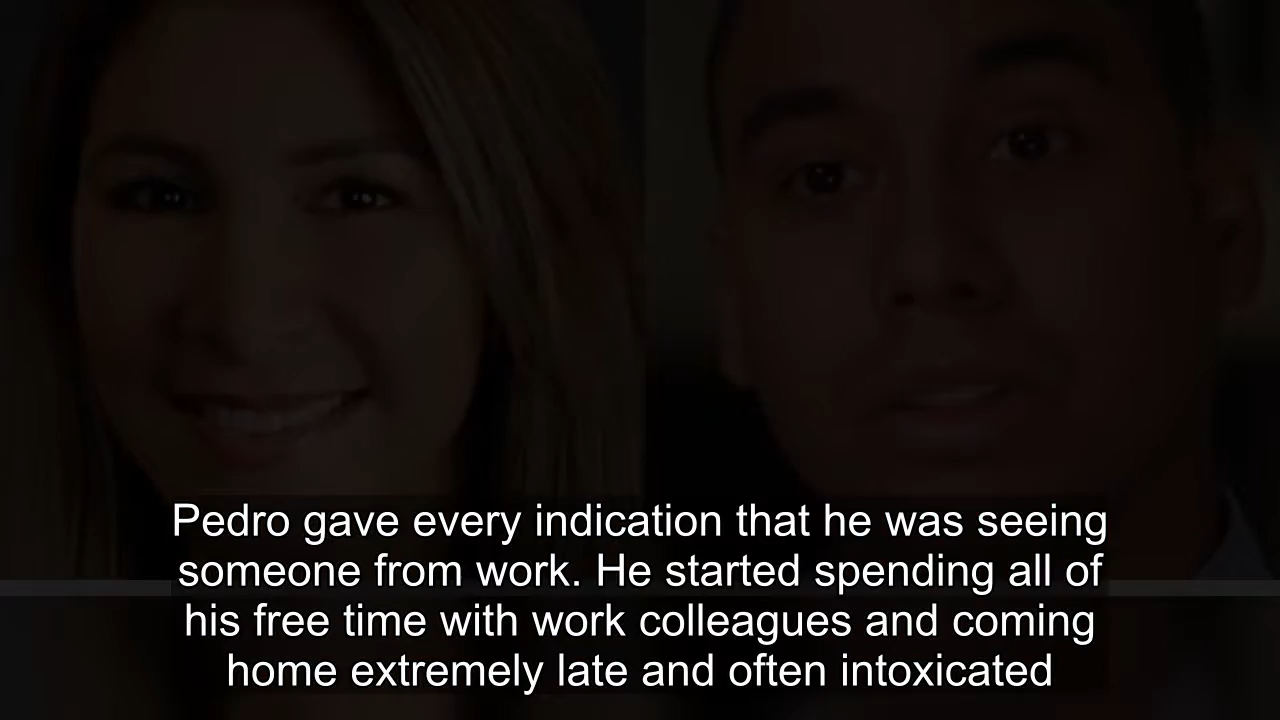 Pedro gave every indication that he was seeing
someone from work. He started spending all of
his free time with work colleagues and coming
home extremely late and often intoxicated